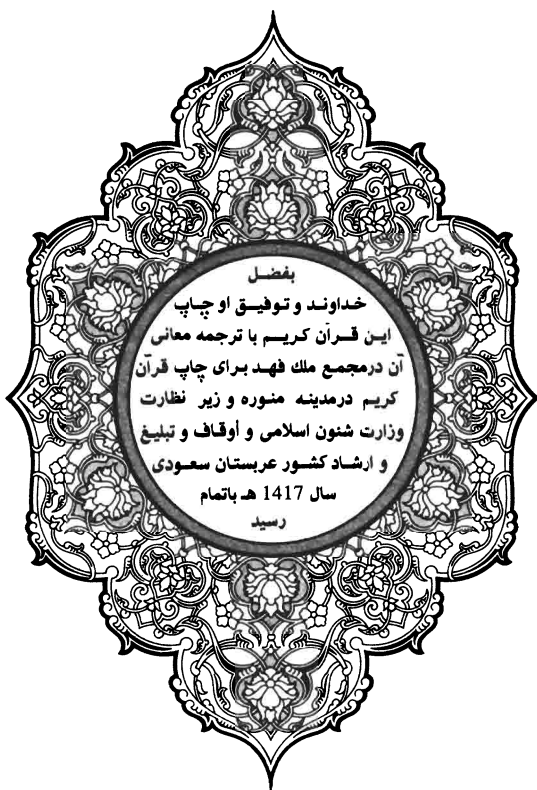 بفضل
خداوند و توفیق او چاپ
این قرآن کریم با ترجمه معانی
آن درمجمع ملك فهد برای چاپ قرآن
کریم درمدینه منوره و زیر نظارت
وزارت شئون اسلامی و أوقاف و تبلیغ
و ارشاد کشور عربستان سعودی
سال 1417 هـ باتمام
رسید